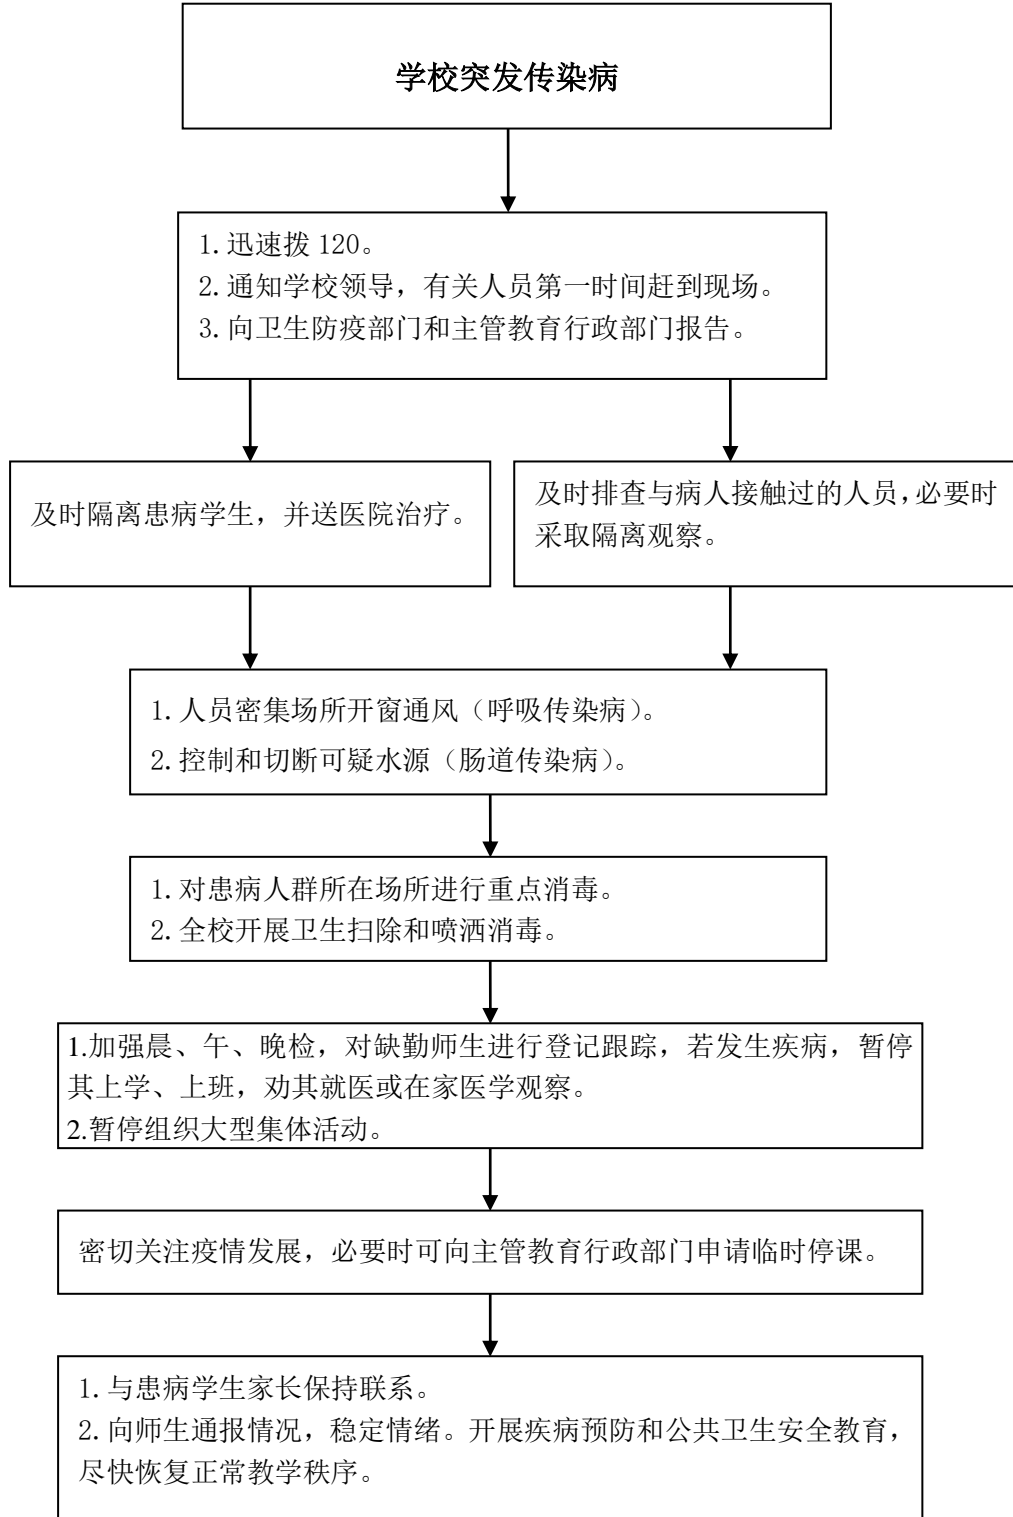 学校突发传染病
1. 迅速拨 120。
2. 通知学校领导，有关人员第一时间赶到现场。
3. 向卫生防疫部门和主管教育行政部门报告。
及时隔离患病学生，并送医院治疗。
及时排查与病人接触过的人员，必要时
采取隔离观察。
1. 人员密集场所开窗通风（呼吸传染病）。
2. 控制和切断可疑水源（肠道传染病）。
1. 对患病人群所在场所进行重点消毒。
2. 全校开展卫生扫除和喷洒消毒。
1.加强晨、午、晚检，对缺勤师生进行登记跟踪，若发生疾病，暂停
其上学、上班，劝其就医或在家医学观察。
2.暂停组织大型集体活动。
密切关注疫情发展，必要时可向主管教育行政部门申请临时停课。
1. 与患病学生家长保持联系。
2. 向师生通报情况，稳定情绪。开展疾病预防和公共卫生安全教育，
尽快恢复正常教学秩序。